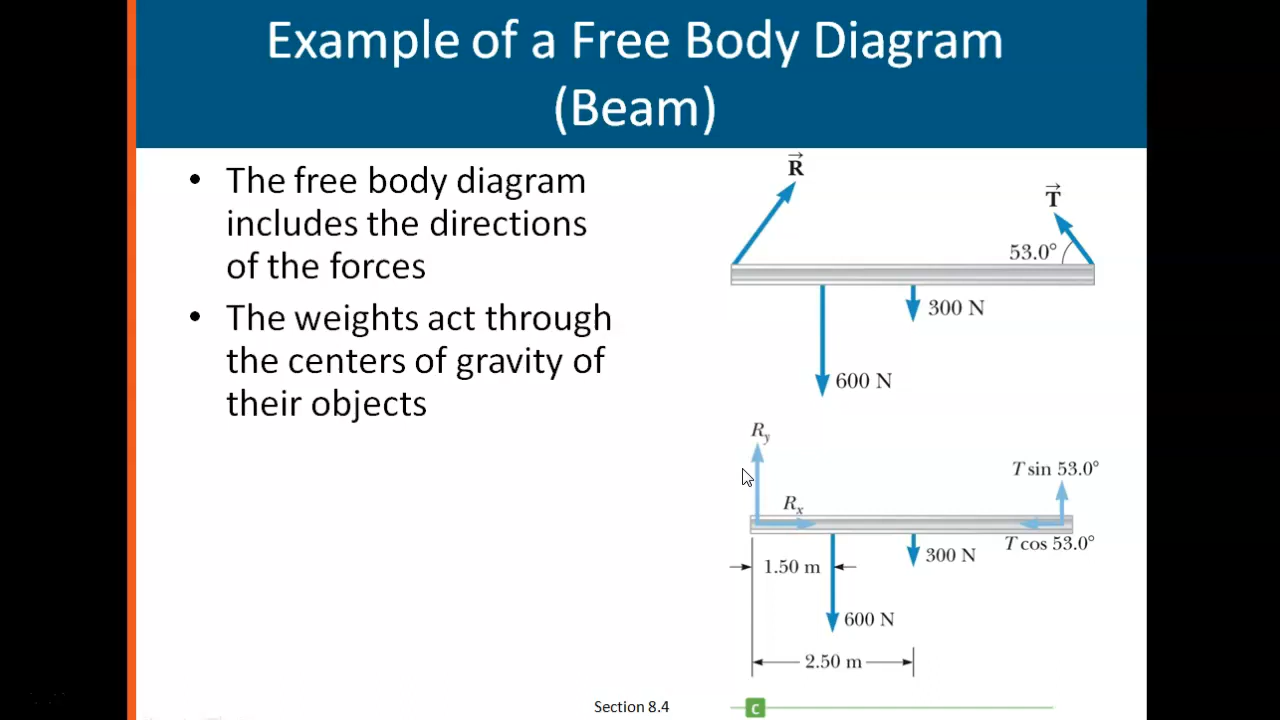 Example of a Free Body Diagram
(Beam)
• The free body diagram
includes the directions
of the forces
• The weights act through
the centers of gravity of
their objects
R⃗
T⃗
53.0°
300 N
600 N
R_y
T sin 53.0°
R_x
T cos 53.0°
300 N
1.50 m
600 N
2.50 m
Section 8.4
C